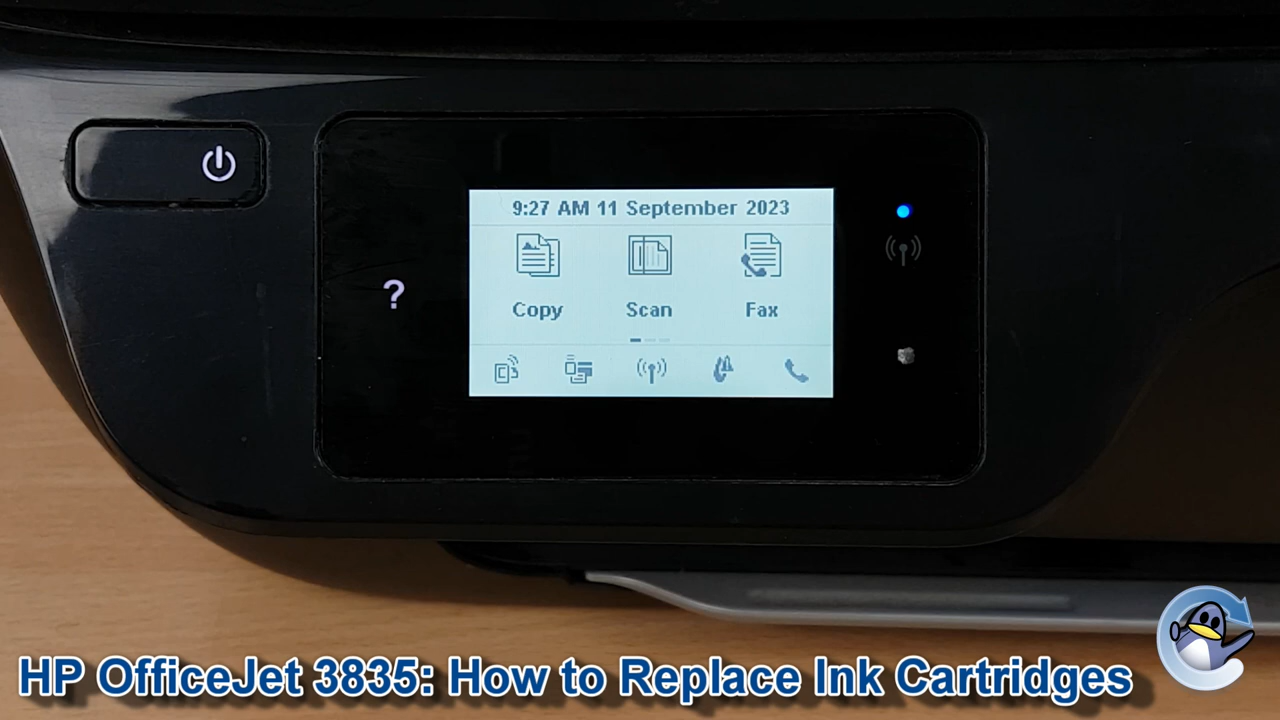 9:27 AM 11 September 2023
?
Copy Scan Fax
HP OfficeJet 3835: How to Replace Ink Cartridges